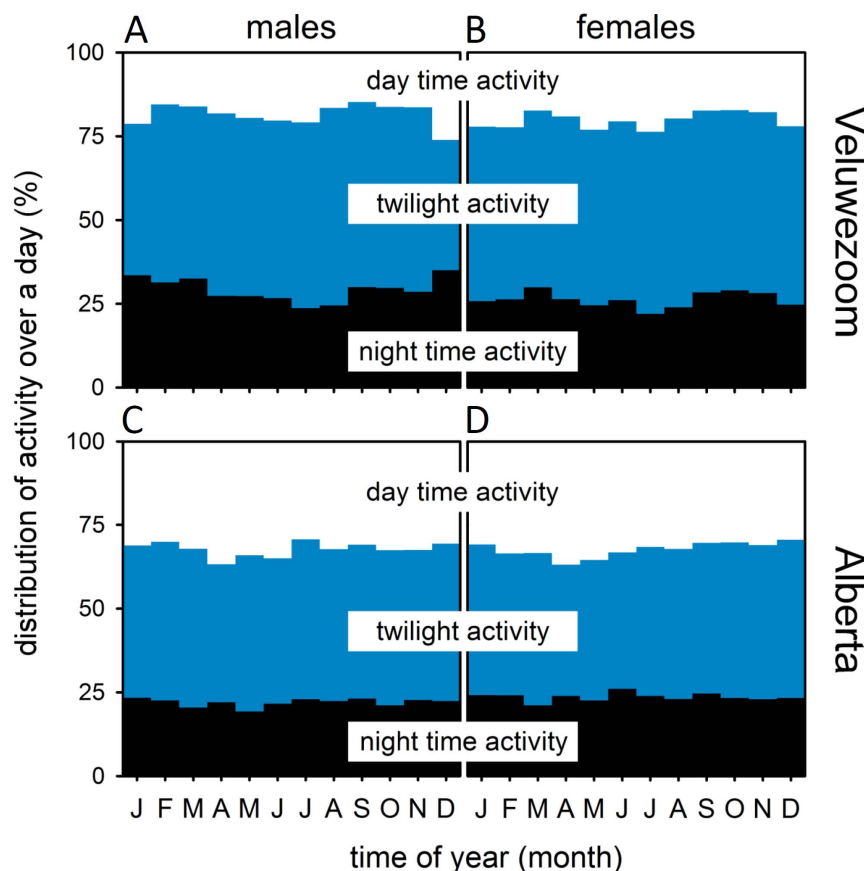 A males B females
100
day time activity
75
twilight activity
50
25
night time activity
0
Veluwezoom
C D
100
day time activity
75
twilight activity
50
25
night time activity
0
Alberta
distribution of activity over a day (%)
J F M A M J J A S O N D J F M A M J J A S O N D
time of year (month)